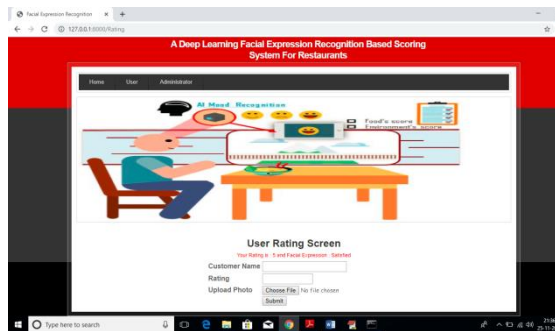 Facial Expression Recognition
127.0.0.1:8000/Rating
A Deep Learning Facial Expression Recognition Based Scoring
System For Restaurants
Home User Administrator
AI Mood Recognition
Food's score
Environment's score
User Rating Screen
Your Rating is : 5 and Facial Expression : Satisfied
Customer Name
Rating
Upload Photo Choose File No file chosen
Submit
Type here to search